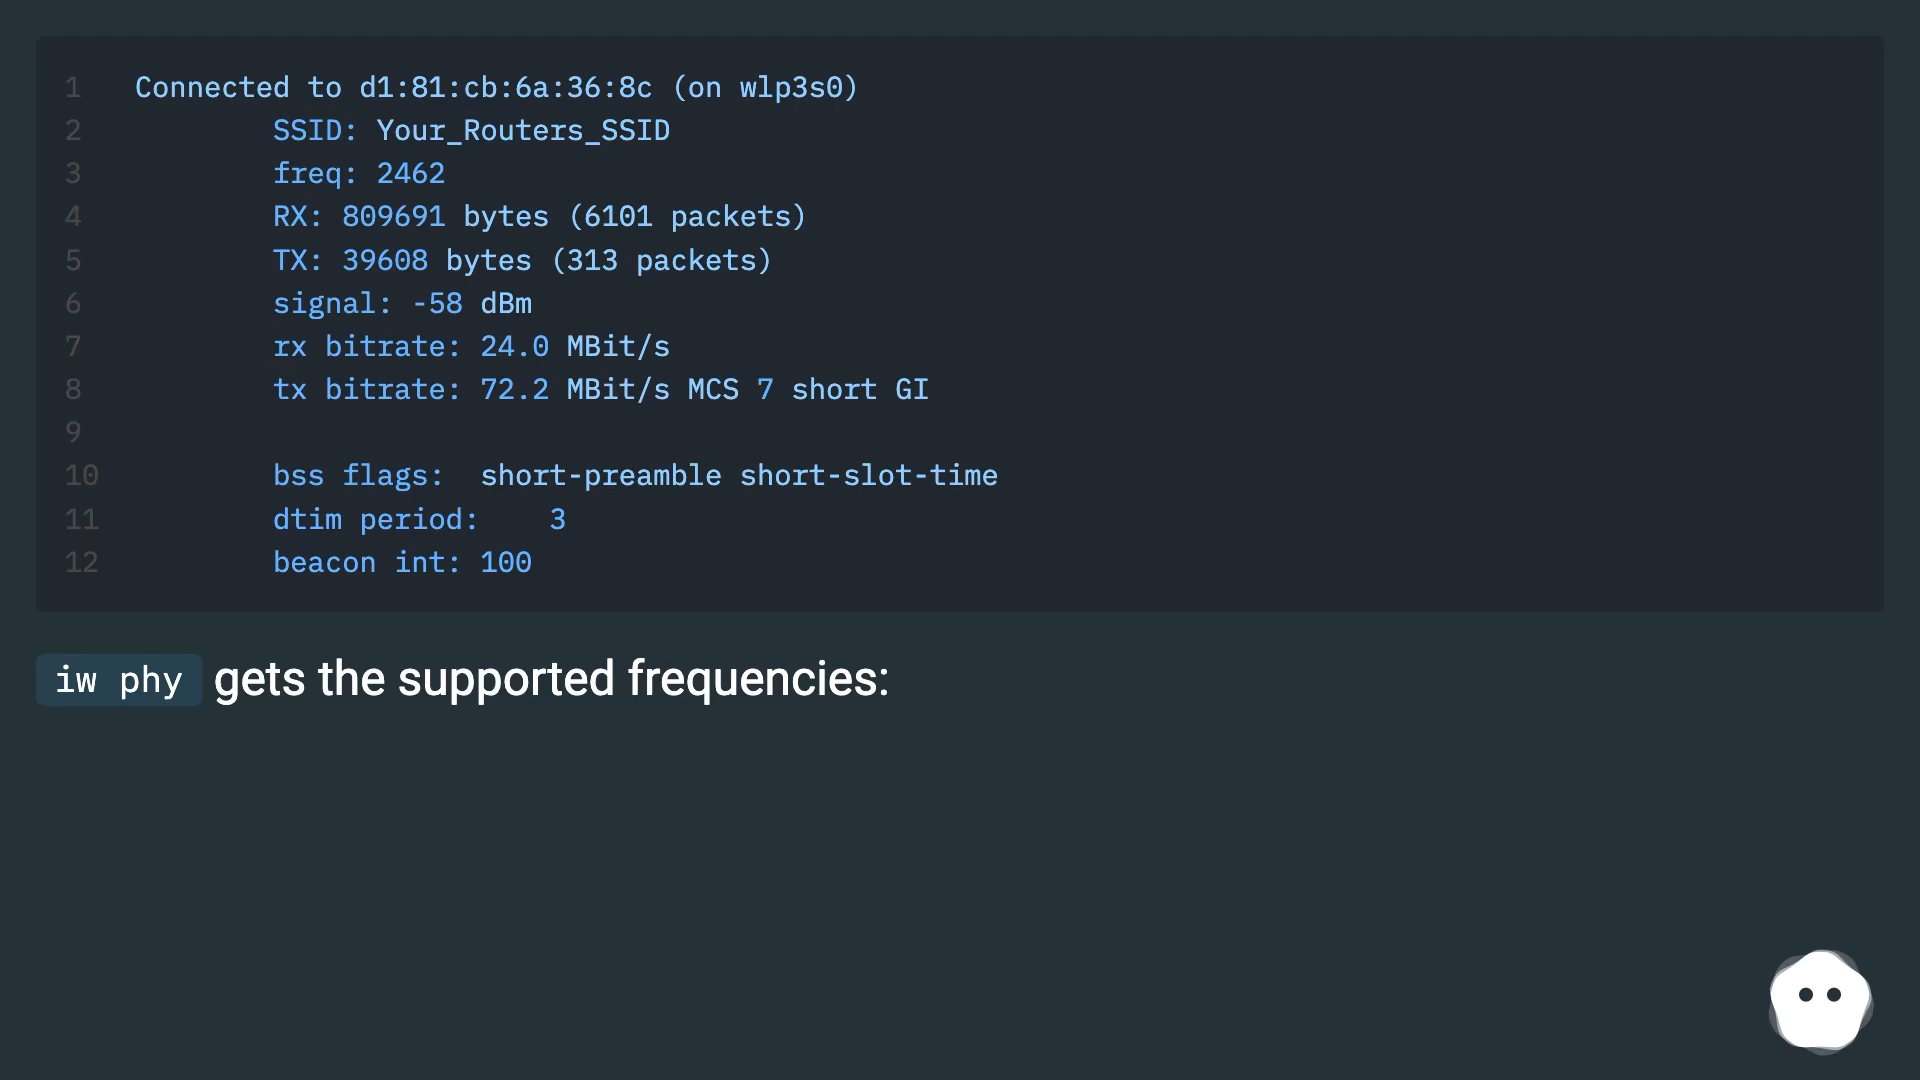 1 Connected to d1:81:cb:6a:36:8c (on wlp3s0)
2 SSID: Your_Routers_SSID
3 freq: 2462
4 RX: 809691 bytes (6101 packets)
5 TX: 39608 bytes (313 packets)
6 signal: -58 dBm
7 rx bitrate: 24.0 MBit/s
8 tx bitrate: 72.2 MBit/s MCS 7 short GI
9
10 bss flags:  short-preamble short-slot-time
11 dtim period:    3
12 beacon int: 100
iw phy gets the supported frequencies: